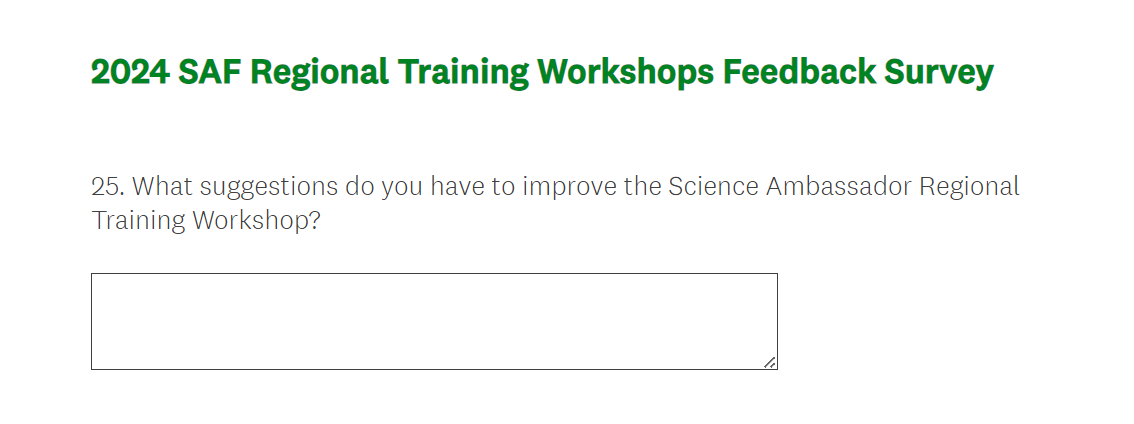 2024 SAF Regional Training Workshops Feedback Survey
25. What suggestions do you have to improve the Science Ambassador Regional
Training Workshop?